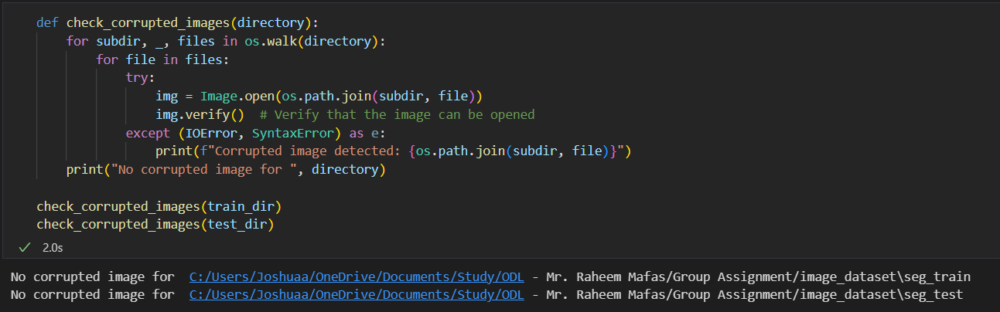 def check_corrupted_images(directory):
    for subdir, _, files in os.walk(directory):
        for file in files:
            try:
                img = Image.open(os.path.join(subdir, file))
                img.verify()  # Verify that the image can be opened
            except (IOError, SyntaxError) as e:
                print(f"Corrupted image detected: {os.path.join(subdir, file)}")
    print("No corrupted image for ", directory)

check_corrupted_images(train_dir)
check_corrupted_images(test_dir)
2.0s
No corrupted image for  C:/Users/Joshuaa/OneDrive/Documents/Study/ODL - Mr. Raheem Mafas/Group Assignment/image_dataset\seg_train
No corrupted image for  C:/Users/Joshuaa/OneDrive/Documents/Study/ODL - Mr. Raheem Mafas/Group Assignment/image_dataset\seg_test